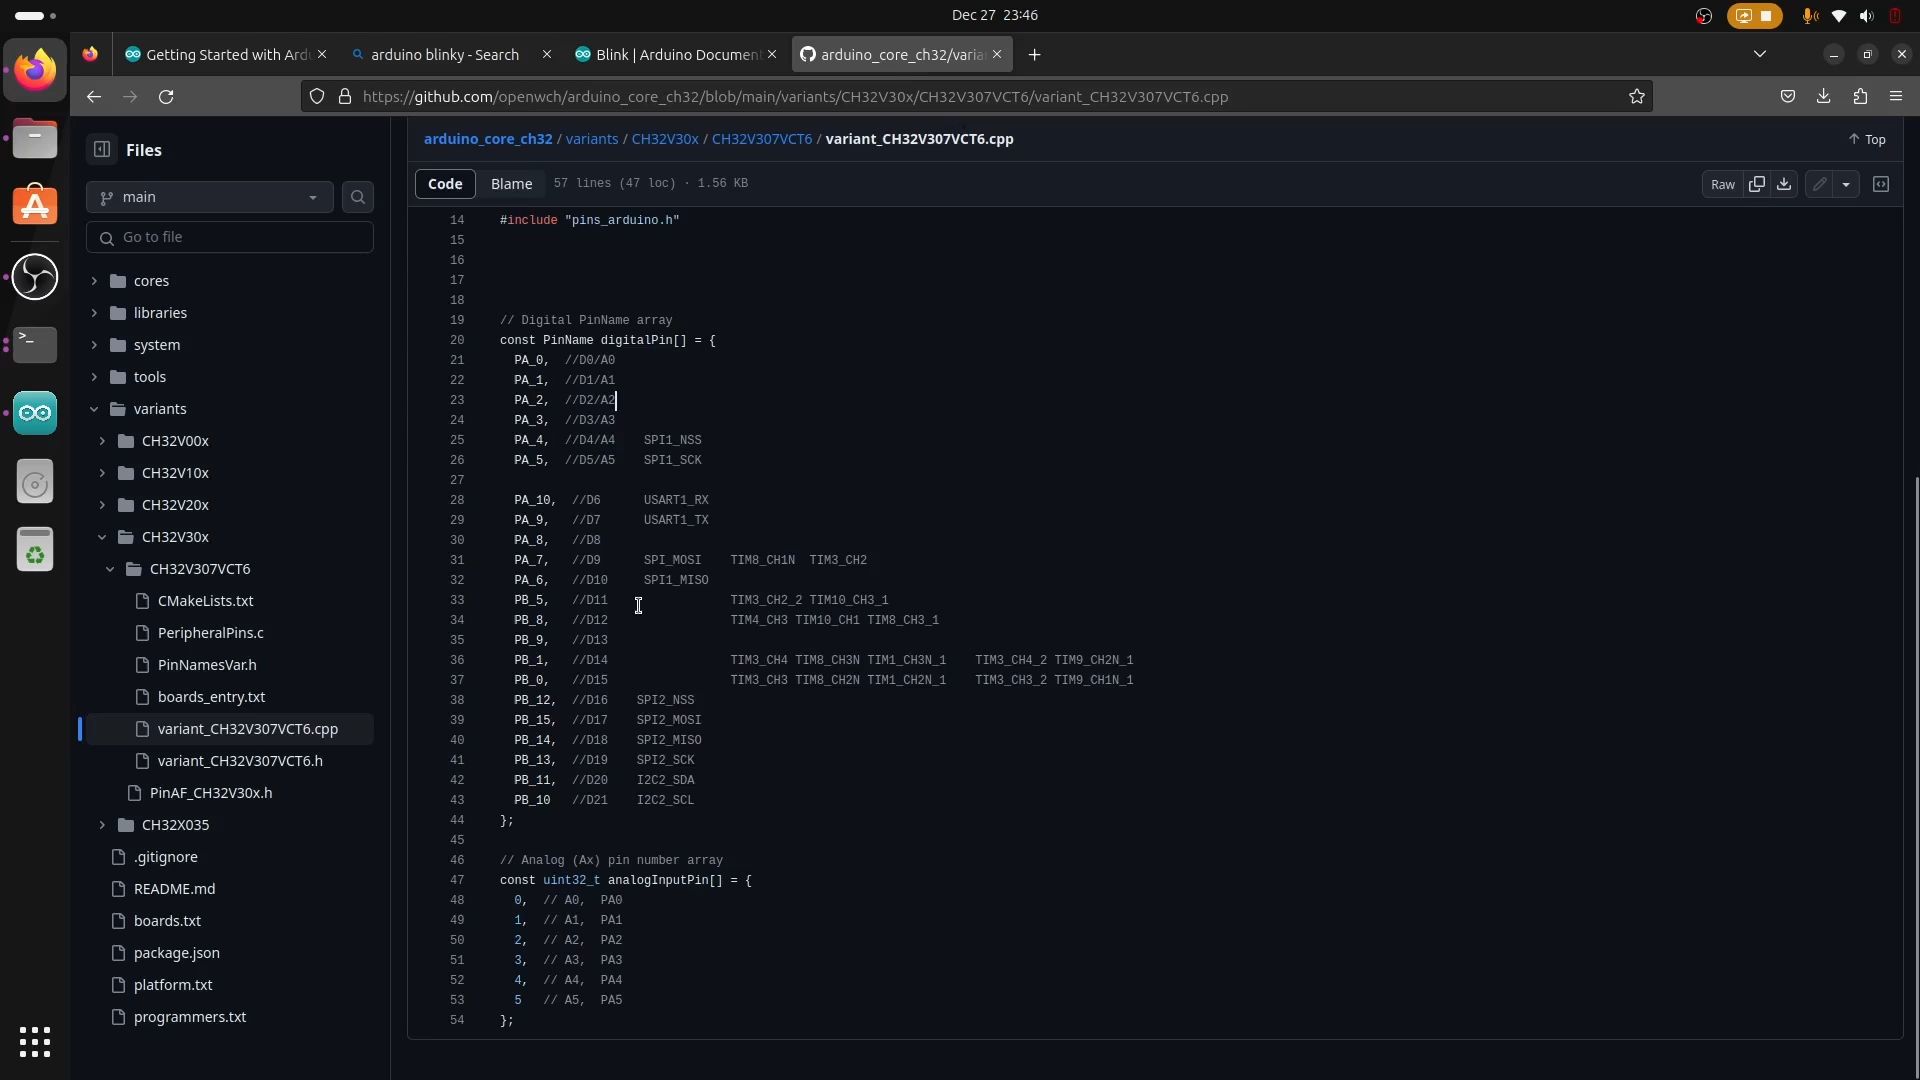 Dec 27  23:46
Getting Started with Ard
arduino blinky - Search
Blink | Arduino Documen
arduino_core_ch32/varia
https://github.com/openwch/arduino_core_ch32/blob/main/variants/CH32V30x/CH32V307VCT6/variant_CH32V307VCT6.cpp
Files
main
Go to file
cores
libraries
system
tools
variants
CH32V00x
CH32V10x
CH32V20x
CH32V30x
CH32V307VCT6
CMakeLists.txt
PeripheralPins.c
PinNamesVar.h
boards_entry.txt
variant_CH32V307VCT6.cpp
variant_CH32V307VCT6.h
PinAF_CH32V30x.h
CH32X035
.gitignore
README.md
boards.txt
package.json
platform.txt
programmers.txt
arduino_core_ch32 / variants / CH32V30x / CH32V307VCT6 / variant_CH32V307VCT6.cpp
Top
Code Blame 57 lines (47 loc) · 1.56 KB Raw
14 #include "pins_arduino.h"
15
16
17
18
19 // Digital PinName array
20 const PinName digitalPin[] = {
21 PA_0, //D0/A0
22 PA_1, //D1/A1
23 PA_2, //D2/A2
24 PA_3, //D3/A3
25 PA_4, //D4/A4 SPI1_NSS
26 PA_5, //D5/A5 SPI1_SCK
27
28 PA_10, //D6 USART1_RX
29 PA_9, //D7 USART1_TX
30 PA_8, //D8
31 PA_7, //D9 SPI_MOSI TIM8_CH1N TIM3_CH2
32 PA_6, //D10 SPI1_MISO
33 PB_5, //D11 TIM3_CH2_2 TIM10_CH3_1
34 PB_8, //D12 TIM4_CH3 TIM10_CH1 TIM8_CH3_1
35 PB_9, //D13
36 PB_1, //D14 TIM3_CH4 TIM8_CH3N TIM1_CH3N_1 TIM3_CH4_2 TIM9_CH2N_1
37 PB_0, //D15 TIM3_CH3 TIM8_CH2N TIM1_CH2N_1 TIM3_CH3_2 TIM9_CH1N_1
38 PB_12, //D16 SPI2_NSS
39 PB_15, //D17 SPI2_MOSI
40 PB_14, //D18 SPI2_MISO
41 PB_13, //D19 SPI2_SCK
42 PB_11, //D20 I2C2_SDA
43 PB_10 //D21 I2C2_SCL
44 };
45
46 // Analog (Ax) pin number array
47 const uint32_t analogInputPin[] = {
48 0, // A0, PA0
49 1, // A1, PA1
50 2, // A2, PA2
51 3, // A3, PA3
52 4, // A4, PA4
53 5 // A5, PA5
54 };